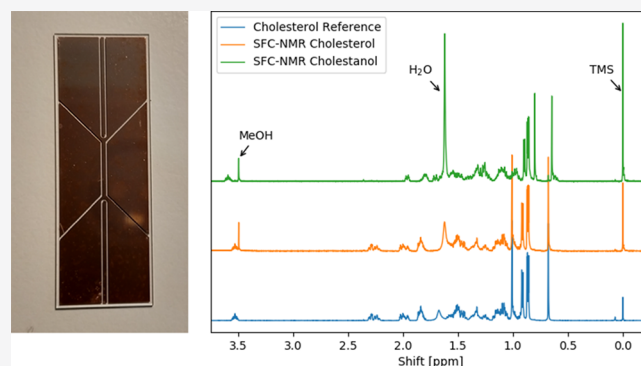 Cholesterol Reference
SFC-NMR Cholesterol
SFC-NMR Cholestanol
H₂O
TMS
MeOH
3.5 3.0 2.5 2.0 1.5 1.0 0.5 0.0
Shift [ppm]